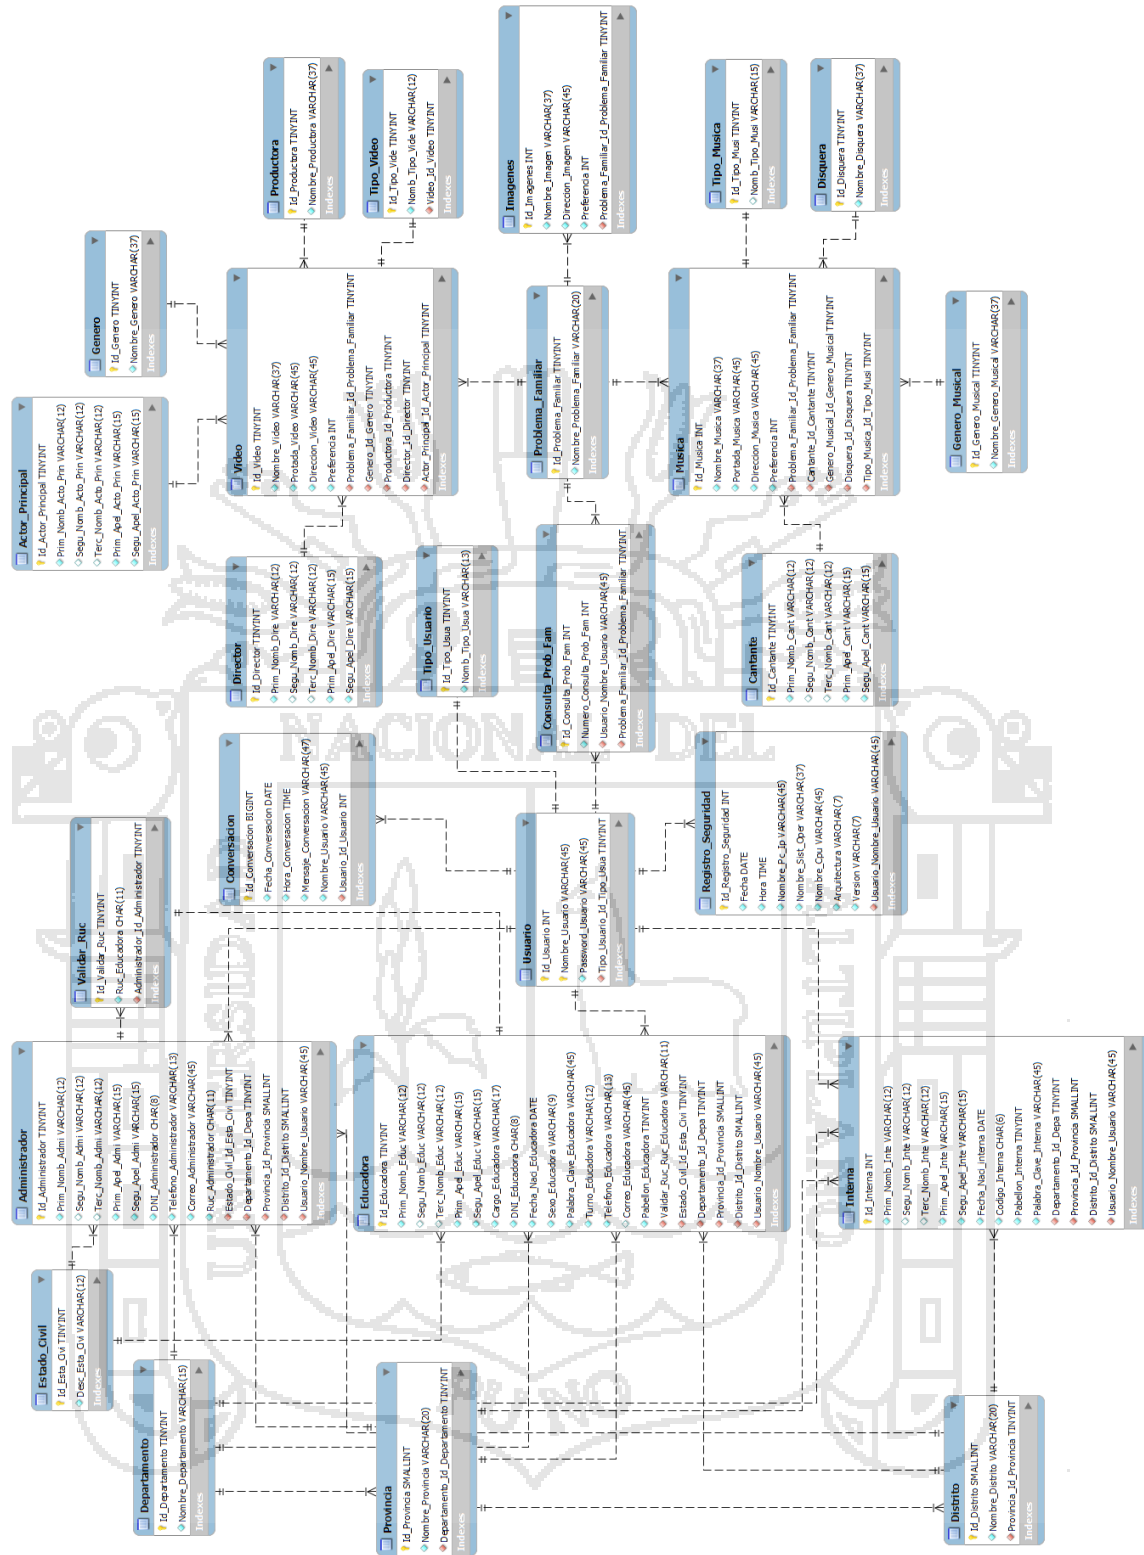 Estado_Civil
Id_Esta_Civi TINYINT
Desc_Esta_Civi VARCHAR(12)
Indexes
Administrador
Id_Administrador TINYINT
Prim_Nomb_Admi VARCHAR(12)
Segu_Nomb_Admi VARCHAR(12)
Terc_Nomb_Admi VARCHAR(12)
Prim_Apel_Admi VARCHAR(15)
Segu_Apel_Admi VARCHAR(15)
DNI_Administrador CHAR(8)
Telefono_Administrador VARCHAR(13)
Correo_Administrador VARCHAR(45)
Ruc_Administrador CHAR(11)
Estado_Civil_Id_Esta_Civi TINYINT
Departamento_Id_Depa TINYINT
Provincia_Id_Provincia SMALLINT
Distrito_Id_Distrito SMALLINT
Usuario_Nombre_Usuario VARCHAR(45)
Indexes
Validar_Ruc
Id_Validar_Ruc TINYINT
Ruc_Educadora CHAR(11)
Administrador_Id_Administrador TINYINT
Indexes
Actor_Principal
Id_Actor_Principal TINYINT
Prim_Nomb_Acto_Prin VARCHAR(12)
Segu_Nomb_Acto_Prin VARCHAR(12)
Terc_Nomb_Acto_Prin VARCHAR(12)
Prim_Apel_Acto_Prin VARCHAR(15)
Segu_Apel_Acto_Prin VARCHAR(15)
Indexes
Genero
Id_Genero TINYINT
Nombre_Genero VARCHAR(37)
Indexes
Departamento
Id_Departamento TINYINT
Nombre_Departamento VARCHAR(15)
Indexes
Conversacion
Id_Conversacion BIGINT
Fecha_Conversacion DATE
Hora_Conversacion TIME
Mensaje_Conversacion VARCHAR(47)
Nombre_Usuario VARCHAR(45)
Usuario_Id_Usuario INT
Indexes
Director
Id_Director TINYINT
Prim_Nomb_Dire VARCHAR(12)
Segu_Nomb_Dire VARCHAR(12)
Terc_Nomb_Dire VARCHAR(12)
Prim_Apel_Dire VARCHAR(15)
Segu_Apel_Dire VARCHAR(15)
Indexes
Video
Id_Video TINYINT
Nombre_Video VARCHAR(37)
Protada_Video VARCHAR(45)
Direccion_Video VARCHAR(45)
Preferencia INT
Problema_Familiar_Id_Problema_Familiar TINYINT
Genero_Id_Genero TINYINT
Productora_Id_Productora TINYINT
Director_Id_Director TINYINT
Actor_Principal_Id_Actor_Principal TINYINT
Indexes
Productora
Id_Productora TINYINT
Nombre_Productora VARCHAR(37)
Indexes
Tipo_Video
Id_Tipo_Vide TINYINT
Nomb_Tipo_Vide VARCHAR(12)
Video_Id_Video TINYINT
Indexes
Provincia
Id_Provincia SMALLINT
Nombre_Provincia VARCHAR(20)
Departamento_Id_Departamento TINYINT
Indexes
Educadora
Id_Educadora TINYINT
Prim_Nomb_Educ VARCHAR(12)
Segu_Nomb_Educ VARCHAR(12)
Terc_Nomb_Educ VARCHAR(12)
Prim_Apel_Educ VARCHAR(15)
Segu_Apel_Educ VARCHAR(15)
Cargo_Educadora VARCHAR(17)
DNI_Educadora CHAR(8)
Fecha_Naci_Educadora DATE
Sexo_Educadora VARCHAR(9)
Palabra_Clave_Educadora VARCHAR(45)
Turno_Educadora VARCHAR(12)
Telefono_Educadora VARCHAR(13)
Correo_Educadora VARCHAR(45)
Pabellon_Educadora TINYINT
Validar_Ruc_Ruc_Educadora VARCHAR(11)
Estado_Civil_Id_Esta_Civi TINYINT
Departamento_Id_Depa TINYINT
Provincia_Id_Provincia SMALLINT
Distrito_Id_Distrito SMALLINT
Usuario_Nombre_Usuario VARCHAR(45)
Indexes
Tipo_Usuario
Id_Tipo_Usua TINYINT
Nomb_Tipo_Usua VARCHAR(13)
Indexes
Usuario
Id_Usuario INT
Nombre_Usuario VARCHAR(45)
Password_Usuario VARCHAR(45)
Tipo_Usuario_Id_Tipo_Usua TINYINT
Indexes
Consulta_Prob_Fam
Id_Consulta_Prob_Fam INT
Numero_Consulta_Prob_Fam INT
Usuario_Nombre_Usuario VARCHAR(45)
Problema_Familiar_Id_Problema_Familiar TINYINT
Indexes
Problema_Familiar
Id_Problema_Familiar TINYINT
Nombre_Problema_Familiar VARCHAR(20)
Indexes
Imagenes
Id_Imagenes INT
Nombre_Imagen VARCHAR(37)
Direccion_Imagen VARCHAR(45)
Preferencia INT
Problema_Familiar_Id_Problema_Familiar TINYINT
Indexes
Registro_Seguridad
Id_Registro_Seguridad INT
Fecha DATE
Hora TIME
Nombre_Pc_Ip VARCHAR(45)
Nombre_Sist_Oper VARCHAR(37)
Nombre_Cpu VARCHAR(45)
Arquitectura VARCHAR(7)
Version VARCHAR(7)
Usuario_Nombre_Usuario VARCHAR(45)
Indexes
Cantante
Id_Cantante TINYINT
Prim_Nomb_Cant VARCHAR(12)
Segu_Nomb_Cant VARCHAR(12)
Terc_Nomb_Cant VARCHAR(12)
Prim_Apel_Cant VARCHAR(15)
Segu_Apel_Cant VARCHAR(15)
Indexes
Musica
Id_Musica INT
Nombre_Musica VARCHAR(37)
Portada_Musica VARCHAR(45)
Direccion_Musica VARCHAR(45)
Preferencia INT
Problema_Familiar_Id_Problema_Familiar TINYINT
Cantante_Id_Cantante TINYINT
Genero_Musical_Id_Genero_Musical TINYINT
Disquera_Id_Disquera TINYINT
Tipo_Musica_Id_Tipo_Musi TINYINT
Indexes
Tipo_Musica
Id_Tipo_Musi TINYINT
Nomb_Tipo_Musi VARCHAR(15)
Indexes
Disquera
Id_Disquera TINYINT
Nombre_Disquera VARCHAR(37)
Indexes
Interna
Id_Interna INT
Prim_Nomb_Inte VARCHAR(12)
Segu_Nomb_Inte VARCHAR(12)
Terc_Nomb_Inte VARCHAR(12)
Prim_Apel_Inte VARCHAR(15)
Segu_Apel_Inte VARCHAR(15)
Fecha_Naci_Interna DATE
Codigo_Interna CHAR(6)
Pabellon_Interna TINYINT
Palabra_Clave_Interna VARCHAR(45)
Departamento_Id_Depa TINYINT
Provincia_Id_Provincia SMALLINT
Distrito_Id_Distrito SMALLINT
Usuario_Nombre_Usuario VARCHAR(45)
Indexes
Distrito
Id_Distrito SMALLINT
Nombre_Distrito VARCHAR(20)
Provincia_Id_Provincia TINYINT
Indexes
Genero_Musical
Id_Genero_Musical TINYINT
Nombre_Genero_Musical VARCHAR(37)
Indexes
NACIONAL DEL